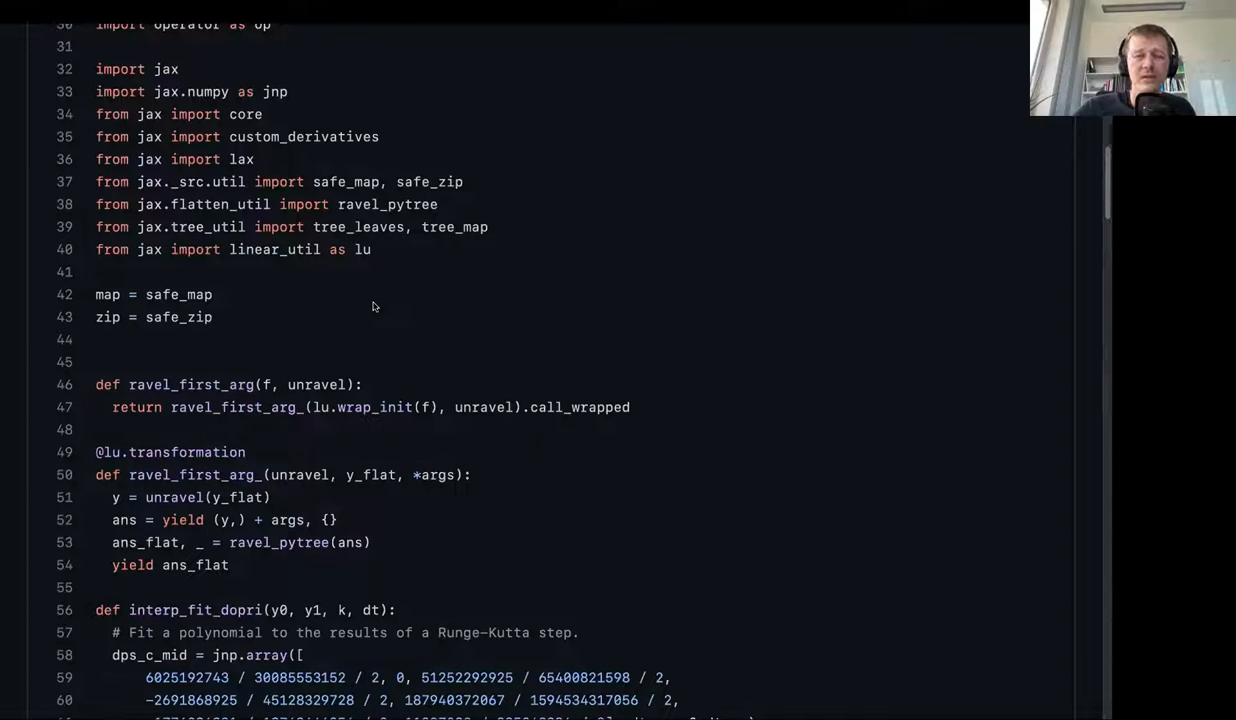 30 import operator as op
31
32 import jax
33 import jax.numpy as jnp
34 from jax import core
35 from jax import custom_derivatives
36 from jax import lax
37 from jax._src.util import safe_map, safe_zip
38 from jax.flatten_util import ravel_pytree
39 from jax.tree_util import tree_leaves, tree_map
40 from jax import linear_util as lu
41
42 map = safe_map
43 zip = safe_zip
44
45
46 def ravel_first_arg(f, unravel):
47 return ravel_first_arg_(lu.wrap_init(f), unravel).call_wrapped
48
49 @lu.transformation
50 def ravel_first_arg_(unravel, y_flat, *args):
51 y = unravel(y_flat)
52 ans = yield (y,) + args, {}
53 ans_flat, _ = ravel_pytree(ans)
54 yield ans_flat
55
56 def interp_fit_dopri(y0, y1, k, dt):
57 # Fit a polynomial to the results of a Runge-Kutta step.
58 dps_c_mid = jnp.array([
59 6025192743 / 30085553152 / 2, 0, 51252292925 / 65400821598 / 2,
60 -2691868925 / 45128329728 / 2, 187940372067 / 1594534317056 / 2,